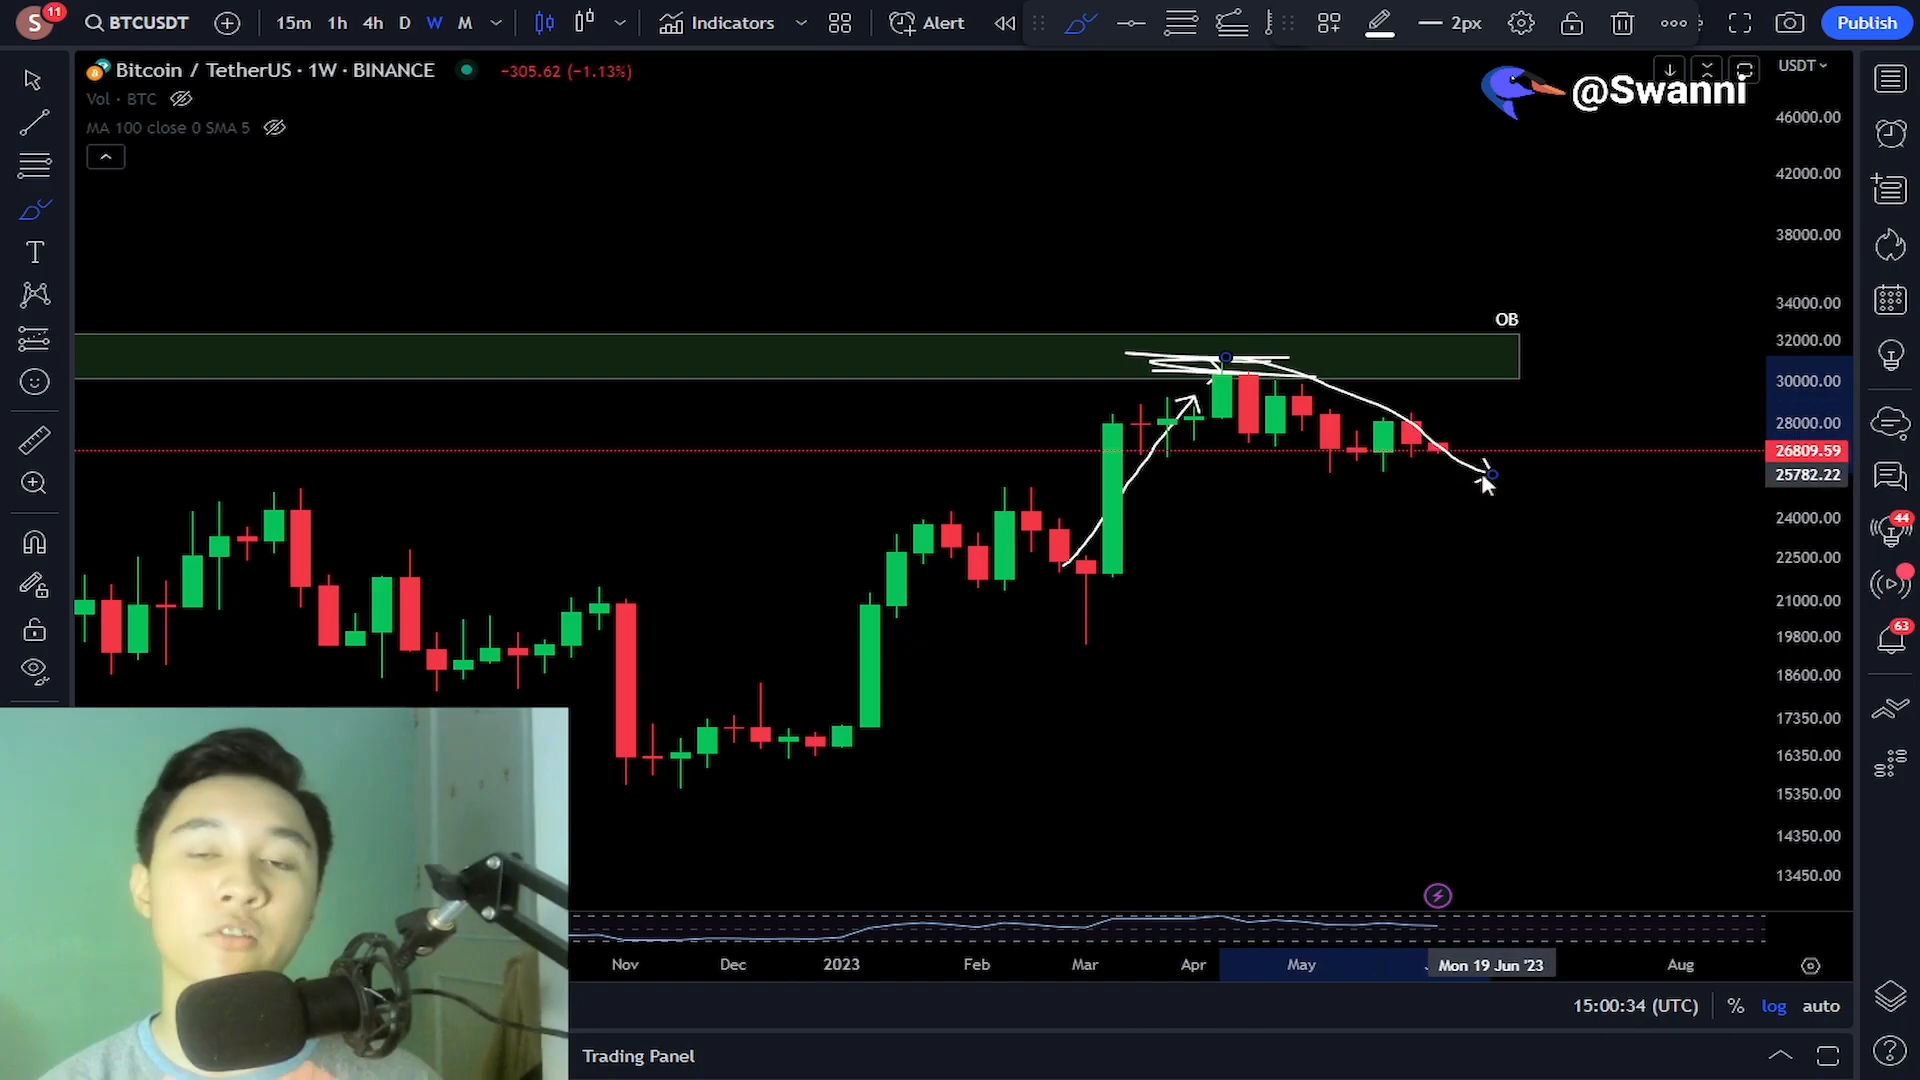 S 11 BTCUSDT 15m 1h 4h D W M Indicators Alert 2px Publish
Bitcoin / TetherUS · 1W · BINANCE −305.62 (−1.13%)
Vol · BTC
MA 100 close 0 SMA 5
@Swanni
USDT
46000.00
42000.00
38000.00
34000.00
OB
32000.00
30000.00
28000.00
26809.59
25782.22
24000.00
22500.00
21000.00
19800.00
18600.00
17350.00
16350.00
15350.00
14350.00
13450.00
44
63
Nov Dec 2023 Feb Mar Apr May Mon 19 Jun '23 Aug
15:00:34 (UTC) % log auto
Trading Panel